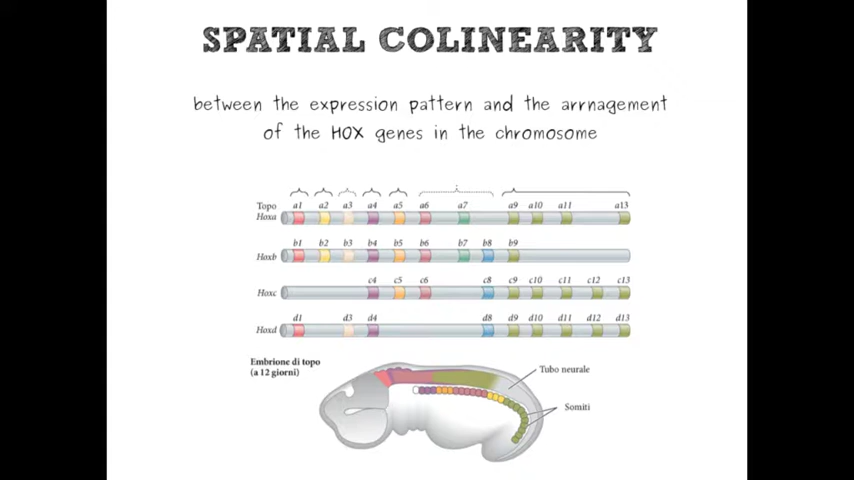 SPATIAL COLINEARITY
between the expression pattern and the arrnagement
of the HOX genes in the chromosome
Topo a1 a2 a3 a4 a5 a6 a7 a9 a10 a11 a13
Hoxa
b1 b2 b3 b4 b5 b6 b7 b8 b9
Hoxb
c4 c5 c6 c8 c9 c10 c11 c12 c13
Hoxc
d1 d3 d4 d8 d9 d10 d11 d12 d13
Hoxd
Embrione di topo
(a 12 giorni)
Tubo neurale
Somiti